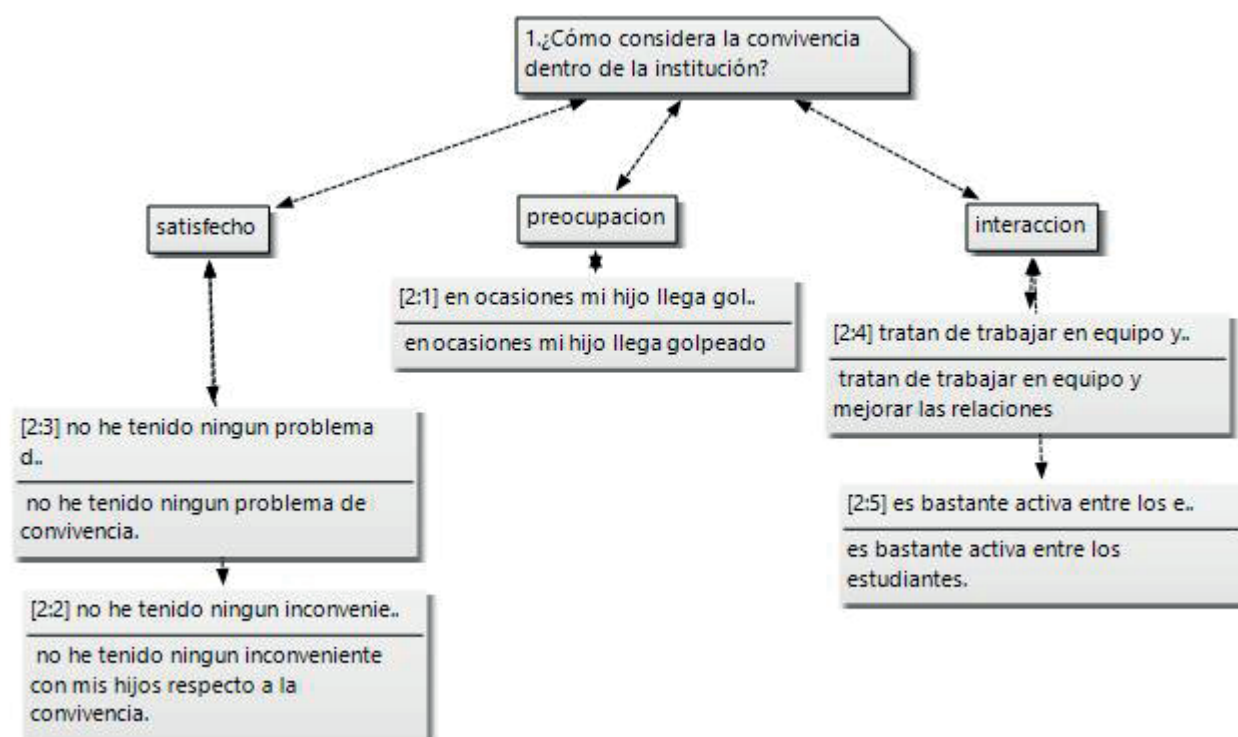 1.¿Cómo considera la convivencia
dentro de la institución?
satisfecho
preocupacion
interaccion
[2:1] en ocasiones mi hijo llega gol..
en ocasiones mi hijo llega golpeado
[2:4] tratan de trabajar en equipo y..
tratan de trabajar en equipo y
mejorar las relaciones
[2:3] no he tenido ningun problema
d..
no he tenido ningun problema de
convivencia.
[2:5] es bastante activa entre los e..
es bastante activa entre los
estudiantes.
[2:2] no he tenido ningun inconvenie..
no he tenido ningun inconveniente
con mis hijos respecto a la
convivencia.